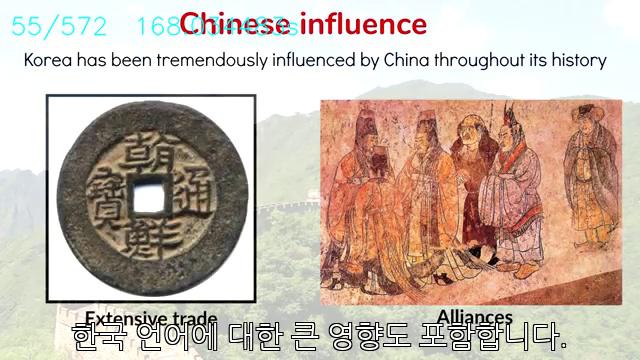 55/572 168.034483s
Chinese influence
Korea has been tremendously influenced by China throughout its history
朝鮮通寶
Extensive trade
Alliances
한국 언어에 대한 큰 영향도 포함합니다.